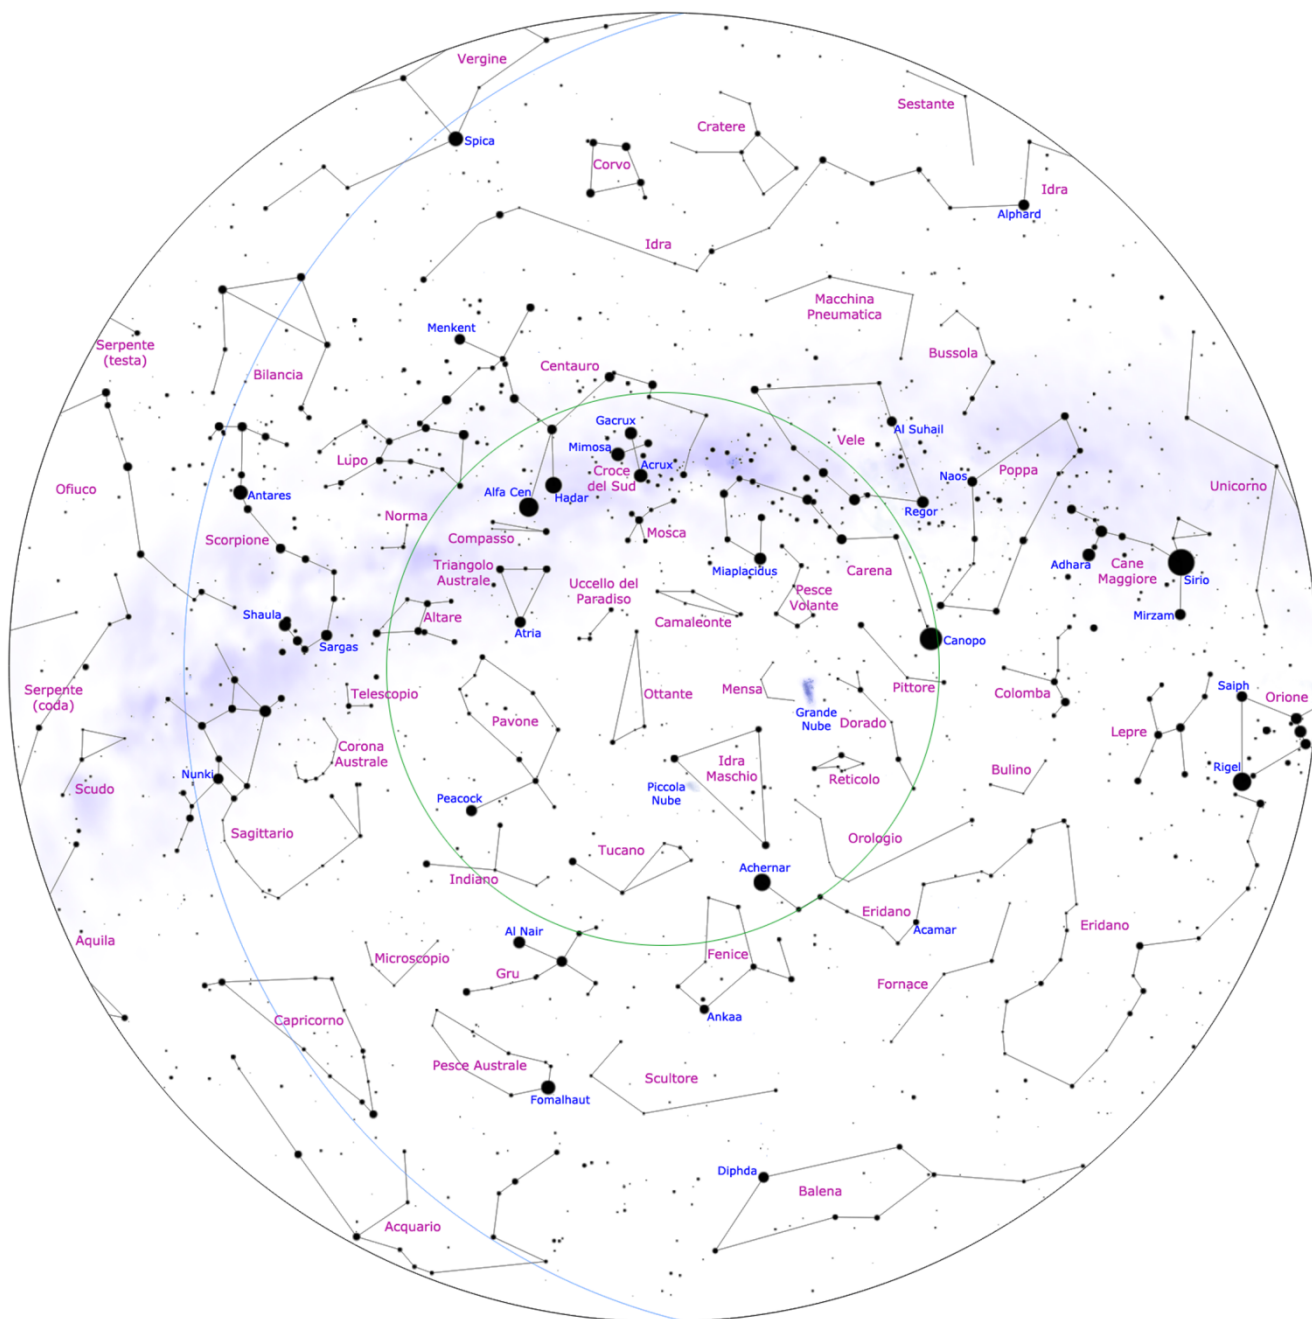 Vergine
Spica
Corvo
Cratere
Sestante
Idra
Alphard
Idra
Serpente
(testa)
Bilancia
Menkent
Centauro
Macchina
Pneumatica
Bussola
Gacrux
Mimosa
Acrux
Croce
del Sud
Al Suhail
Vele
Naos
Poppa
Unicorno
Ofiuco
Antares
Lupo
Alfa Cen
Hadar
Regor
Norma
Compasso
Mosca
Scorpione
Triangolo
Australe
Uccello del
Paradiso
Miaplacidus
Pesce
Volante
Carena
Adhara
Cane
Maggiore
Sirio
Mirzam
Shaula
Sargas
Altare
Atria
Camaleonte
Canopo
Serpente
(coda)
Telescopio
Pavone
Ottante
Mensa
Grande
Nube
Dorado
Pittore
Colomba
Saiph
Orione
Lepre
Rigel
Scudo
Nunki
Corona
Australe
Peacock
Idra
Maschio
Piccola
Nube
Reticolo
Bulino
Sagittario
Indiano
Tucano
Orologio
Achernar
Eridano
Acamar
Eridano
Aquila
Microscopio
Al Nair
Gru
Fenice
Ankaa
Fornace
Capricorno
Pesce Australe
Fomalhaut
Scultore
Diphda
Balena
Acquario